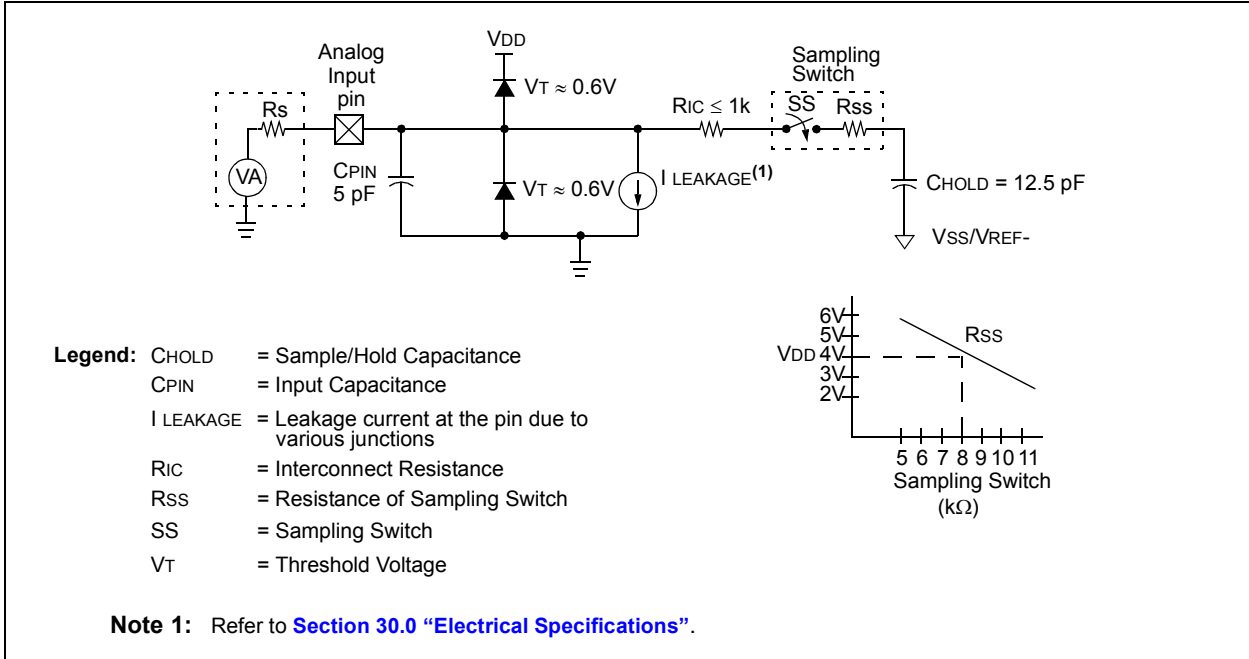 VDD
Analog
Input
pin
VT ≈ 0.6V
Sampling
Switch
Rs
RIC ≤ 1k
SS
Rss
VA
CPIN
5 pF
VT ≈ 0.6V
I LEAKAGE(1)
CHOLD = 12.5 pF
VSS/VREF-
6V
5V
VDD 4V
3V
2V
RSS
5 6 7 8 9 10 11
Sampling Switch
(kΩ)
Legend: CHOLD = Sample/Hold Capacitance
CPIN = Input Capacitance
I LEAKAGE = Leakage current at the pin due to
various junctions
RIC = Interconnect Resistance
RSS = Resistance of Sampling Switch
SS = Sampling Switch
VT = Threshold Voltage
Note 1: Refer to Section 30.0 “Electrical Specifications”.